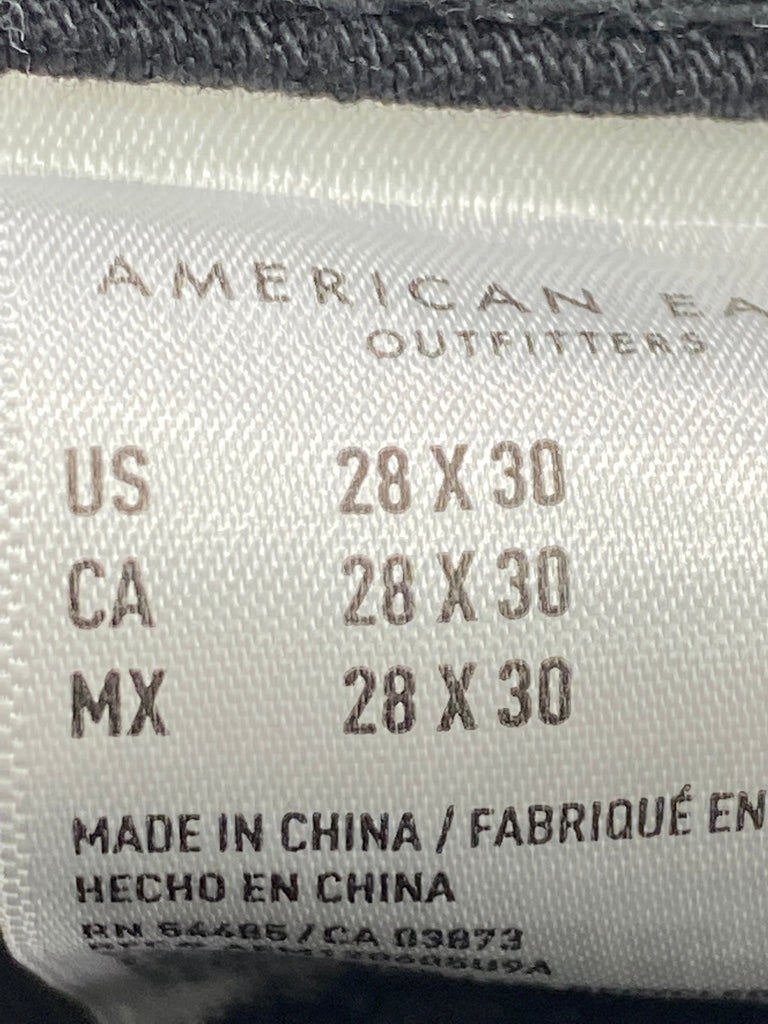 AMERICAN EA
OUTFITTERS
US 28 X 30
CA 28 X 30
MX 28 X 30
MADE IN CHINA / FABRIQUÉ EN
HECHO EN CHINA
RN 54485 / CA 03873